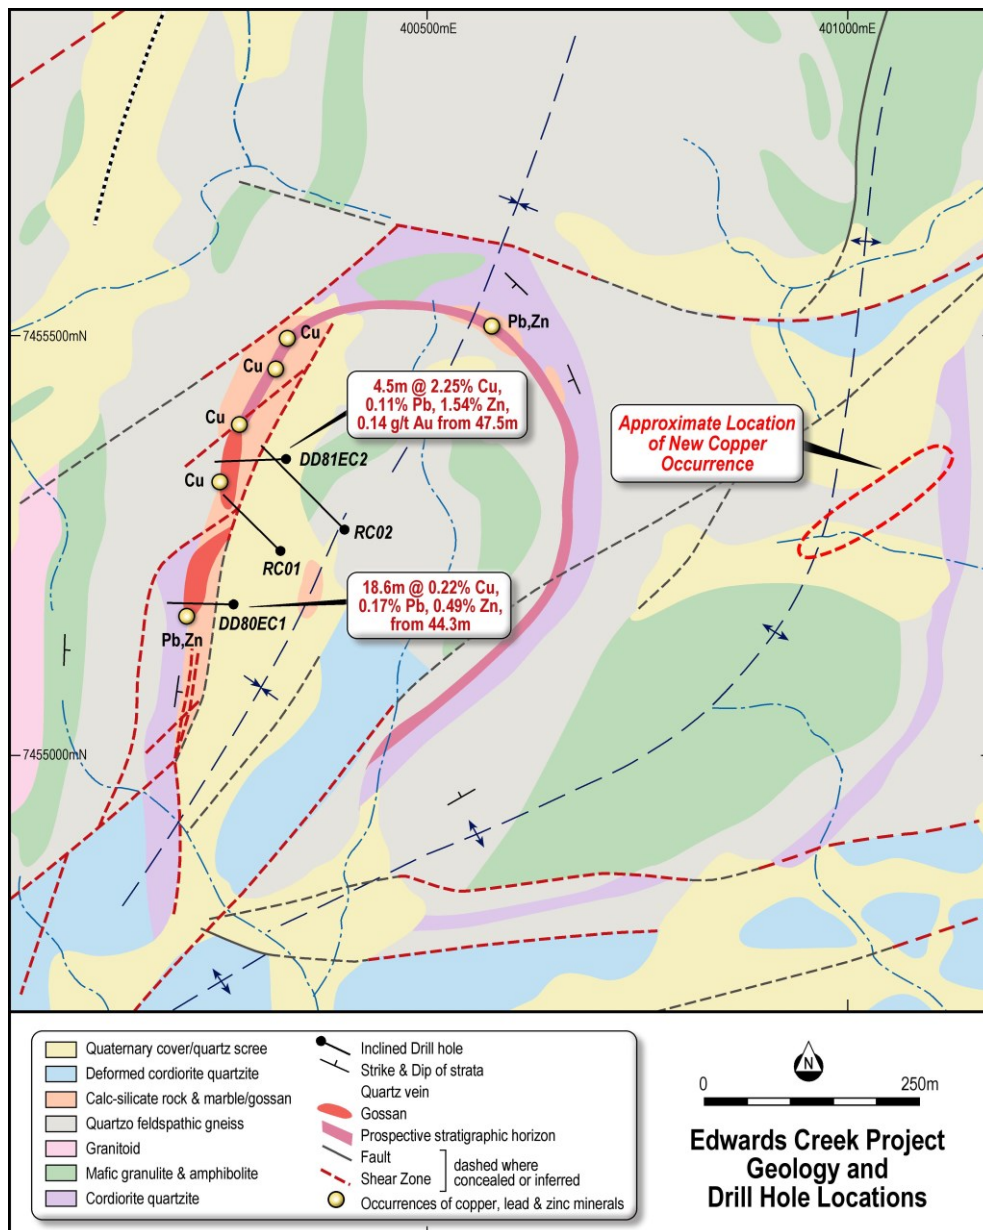 400500mE
401000mE
7455500mN
7455000mN
Cu
Cu
Cu
Cu
Pb,Zn
Pb,Zn
4.5m @ 2.25% Cu,
0.11% Pb, 1.54% Zn,
0.14 g/t Au from 47.5m
DD81EC2
RC02
RC01
18.6m @ 0.22% Cu,
0.17% Pb, 0.49% Zn,
from 44.3m
DD80EC1
Approximate Location
of New Copper
Occurrence
Quaternary cover/quartz scree
Deformed cordiorite quartzite
Calc-silicate rock & marble/gossan
Quartzo feldspathic gneiss
Granitoid
Mafic granulite & amphibolite
Cordiorite quartzite
Inclined Drill hole
Strike & Dip of strata
Quartz vein
Gossan
Prospective stratigraphic horizon
Fault
Shear Zone
dashed where
concealed or inferred
Occurrences of copper, lead & zinc minerals
0
250m
Edwards Creek Project
Geology and
Drill Hole Locations